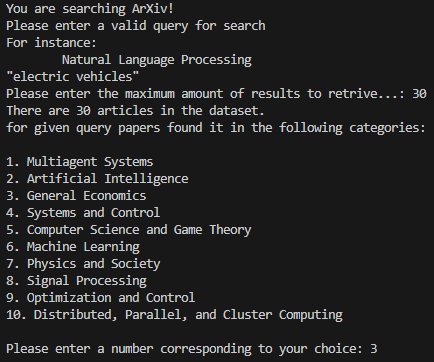 You are searching ArXiv!
Please enter a valid query for search
For instance:
Natural Language Processing
"electric vehicles"
Please enter the maximum amount of results to retrive...: 30
There are 30 articles in the dataset.
for given query papers found it in the following categories:
1. Multiagent Systems
2. Artificial Intelligence
3. General Economics
4. Systems and Control
5. Computer Science and Game Theory
6. Machine Learning
7. Physics and Society
8. Signal Processing
9. Optimization and Control
10. Distributed, Parallel, and Cluster Computing
Please enter a number corresponding to your choice: 3